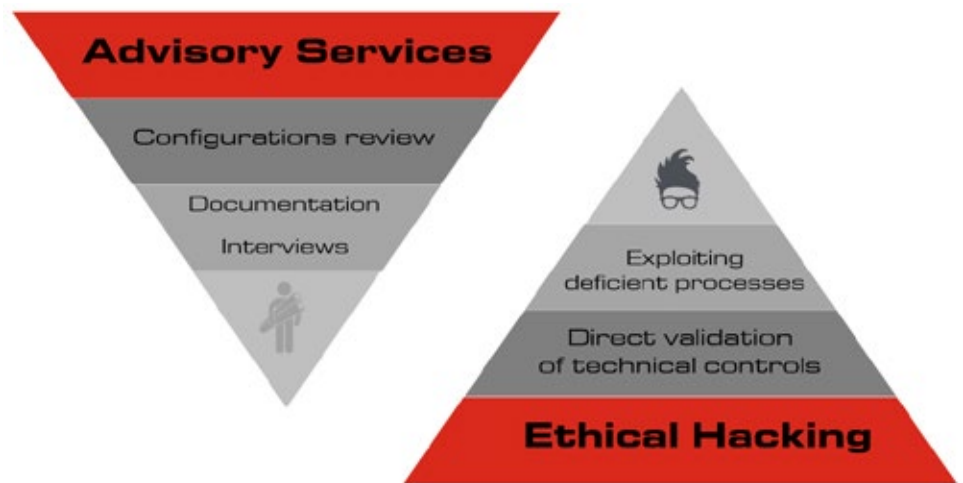 Advisory Services
Configurations review
Documentation
Interviews
Exploiting
deficient processes
Direct validation
of technical controls
Ethical Hacking